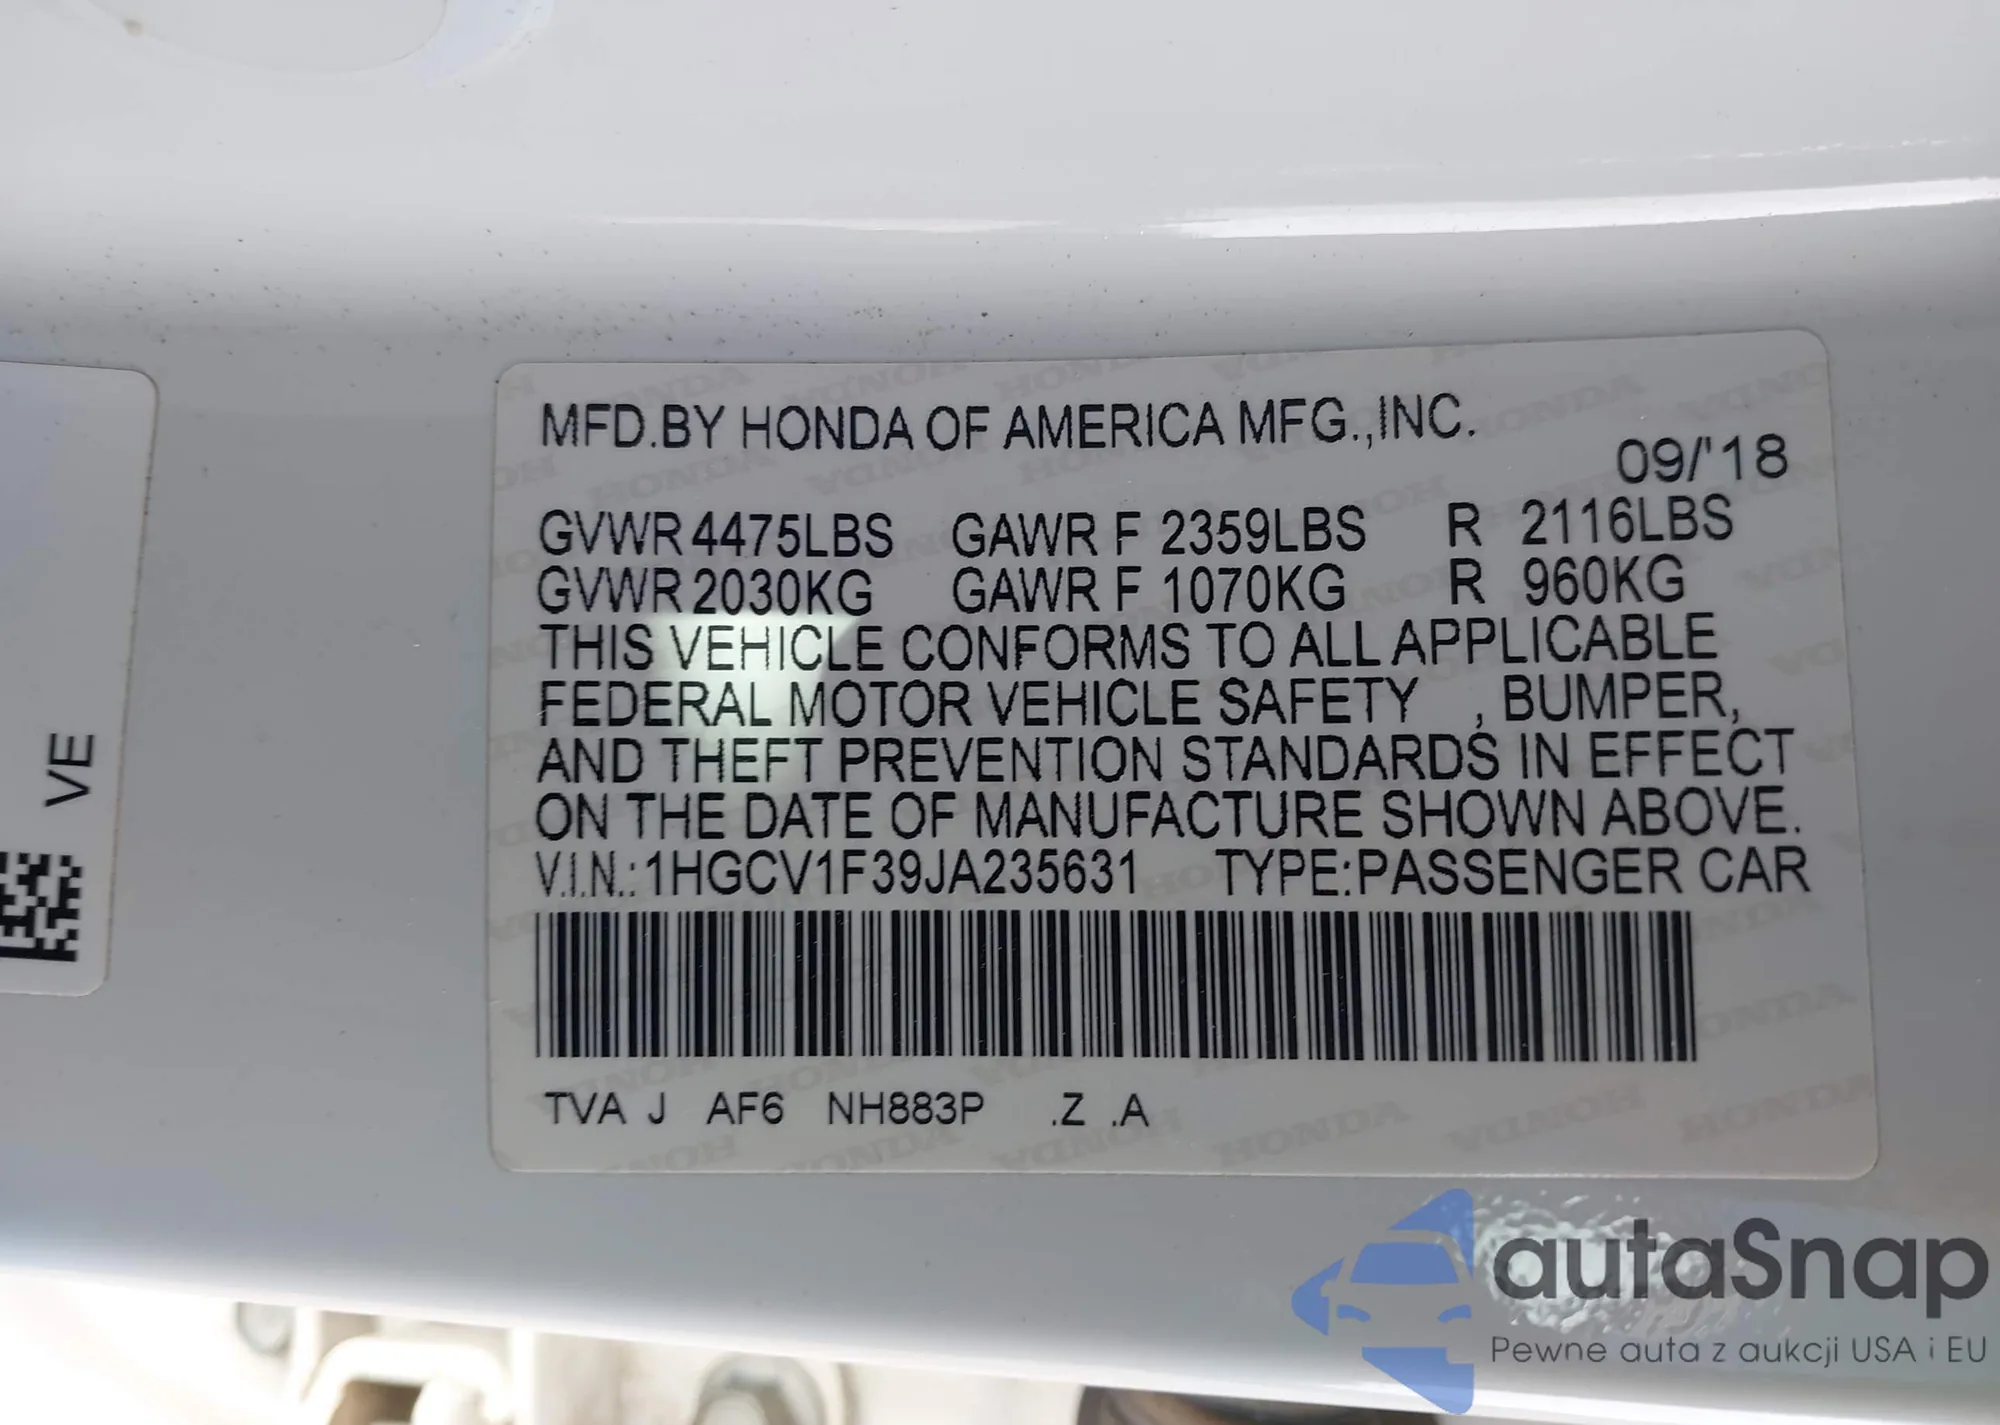 MFD.BY HONDA OF AMERICA MFG.,INC.
09/'18
GVWR 4475LBS GAWR F 2359LBS R 2116LBS
GVWR 2030KG GAWR F 1070KG R 960KG
THIS VEHICLE CONFORMS TO ALL APPLICABLE
FEDERAL MOTOR VEHICLE SAFETY , BUMPER,
AND THEFT PREVENTION STANDARDS IN EFFECT
ON THE DATE OF MANUFACTURE SHOWN ABOVE.
V.I.N.: 1HGCV1F39JA235631 TYPE:PASSENGER CAR
TVA J AF6 NH883P .Z .A
VE
autaSnap
Pewne auta z aukcji USA i EU